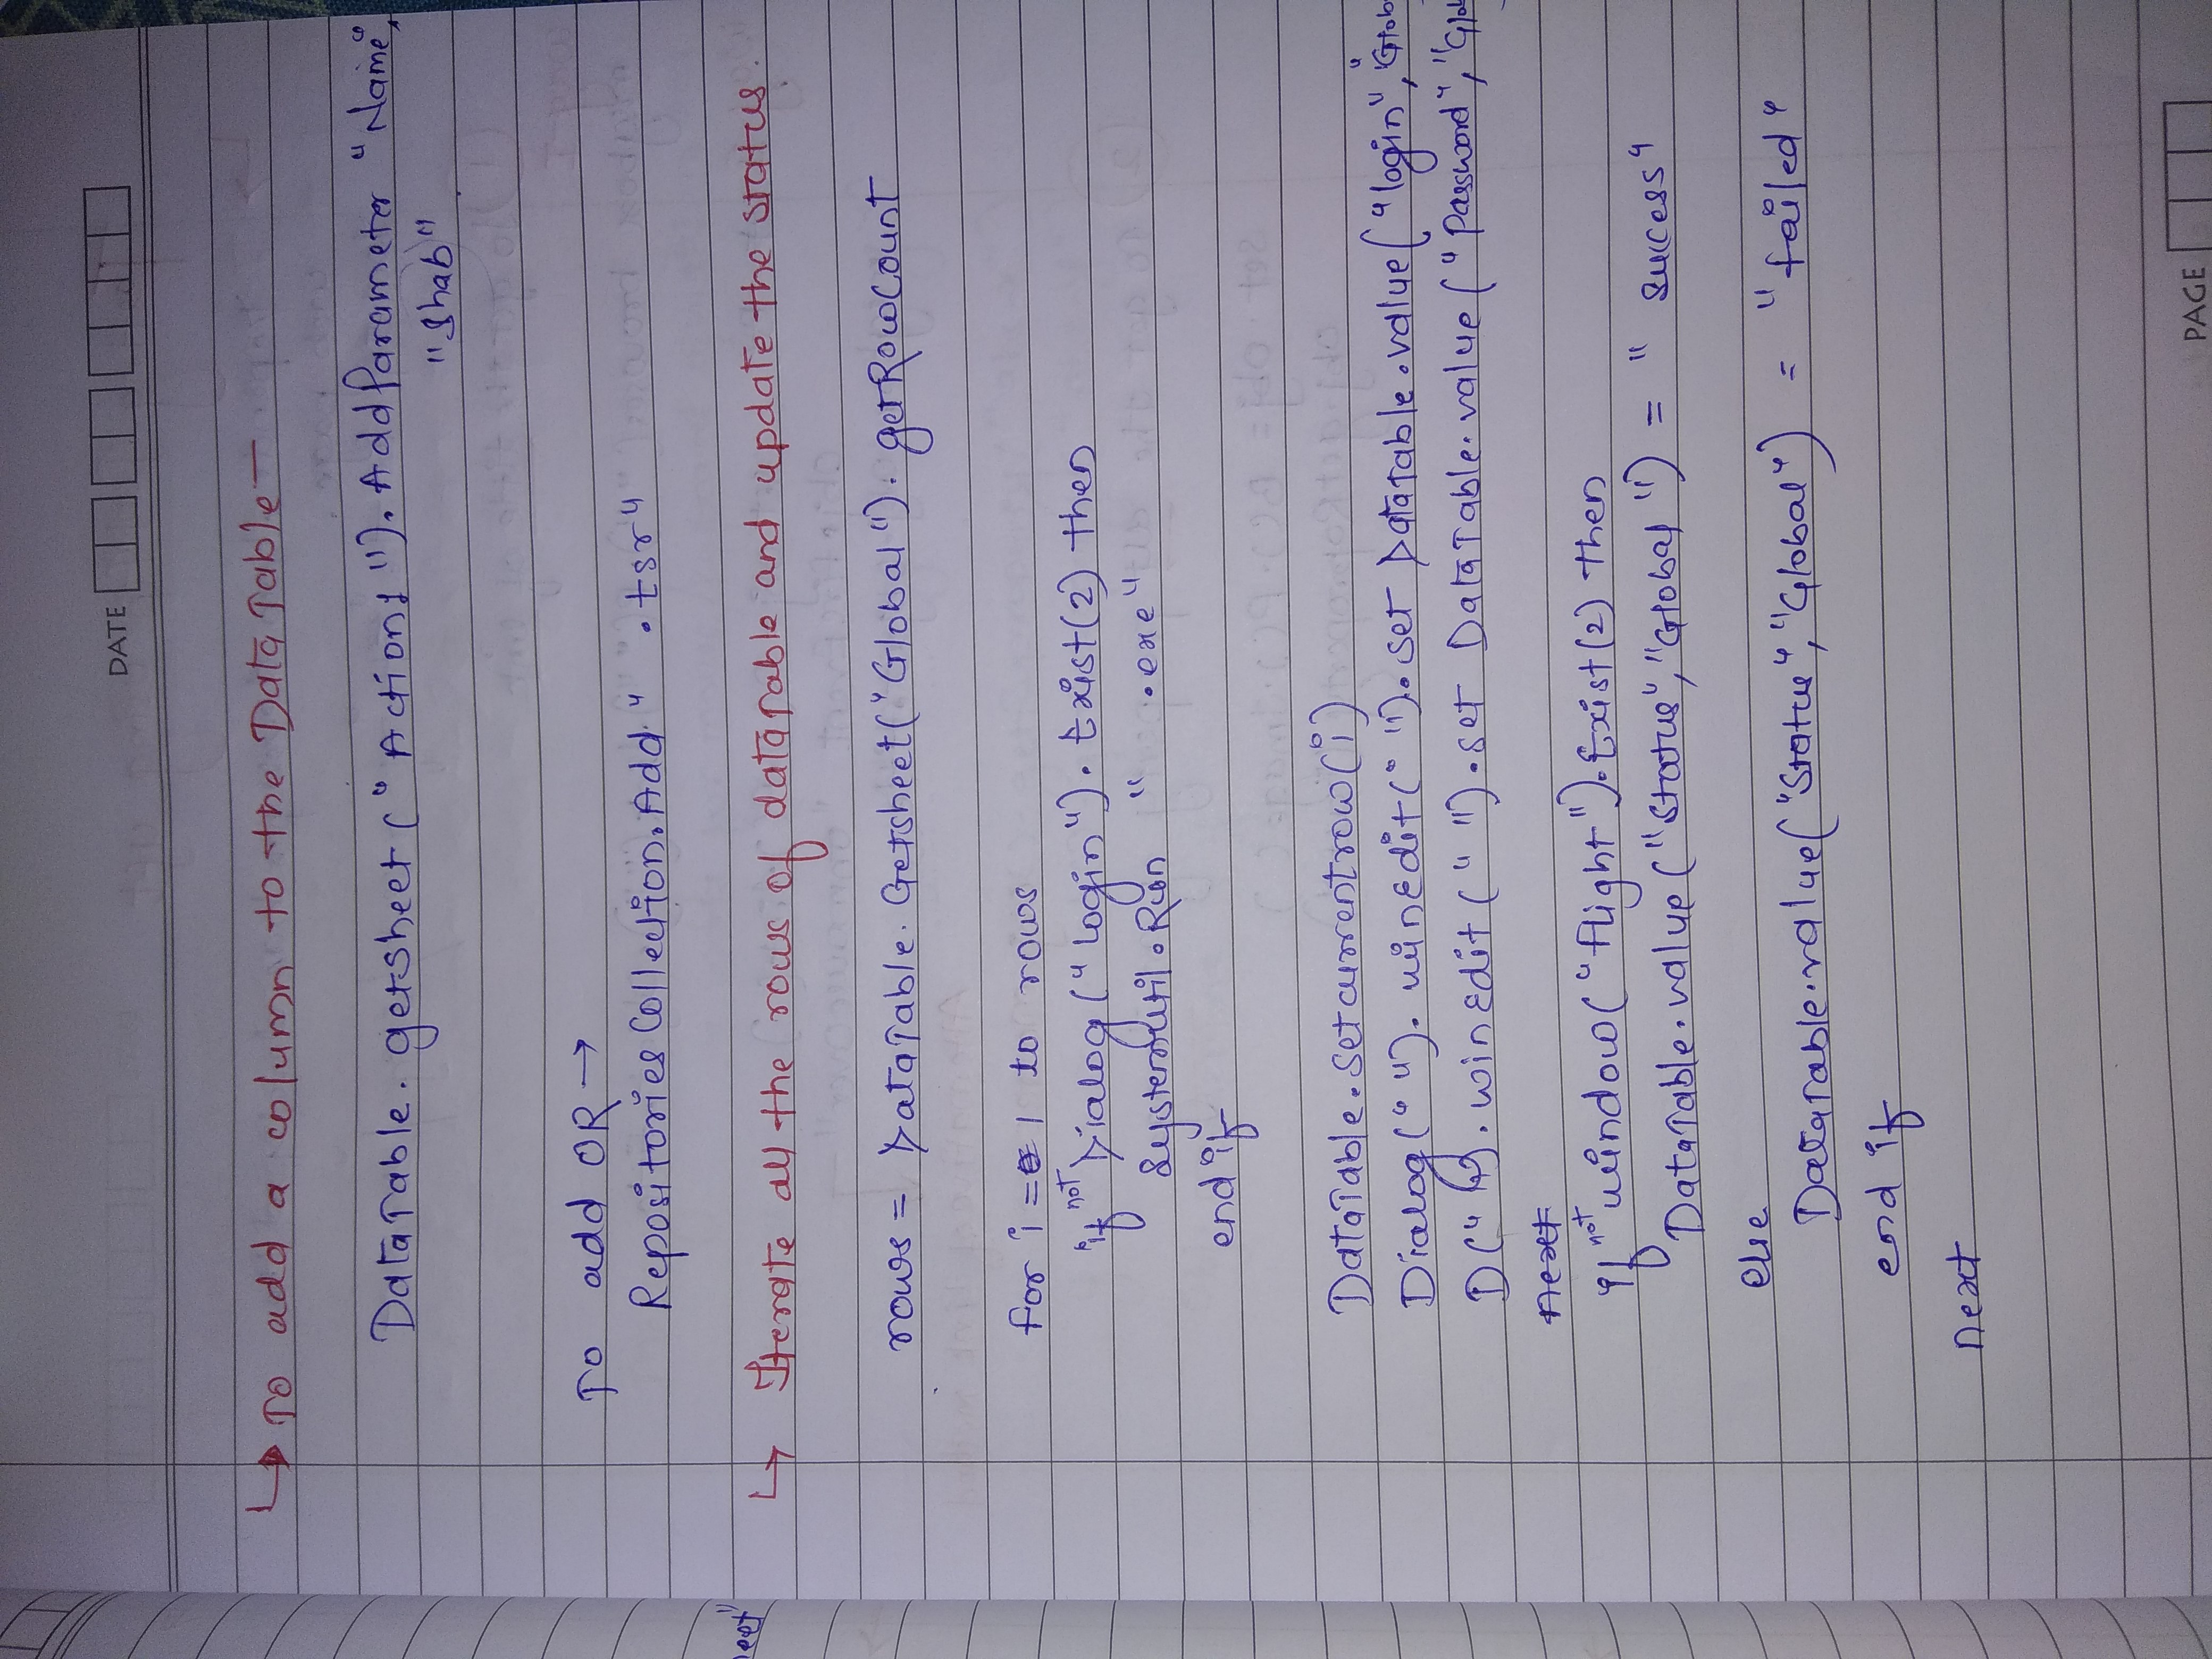 DATE
↳ To add a column to the DataTable —
DataTable.getsheet("Action1").AddParameter "Name",
"Shab"
To add OR →
RepositoriesCollection.Add " .tsr"
↳ Iterate all the rows of datatable and update the status.
rows = DataTable.Getsheet("Global").getRowCount
for i = 1 to rows
if not Dialog("login").Exist(2) then
Systemutil.Run " .exe"
end if
DataTable.setcurrentrow(i)
Dialog(" ").winedit(" ").set Datatable.value("login","Glob
D(" ").winEdit(" ").set DataTable.value("Password","Glo
next
if not window("flight").Exist(2) then
DataTable.value("status","Global") = "success"
else
DataTable.value("Status","Global") = "failed"
end if
next
PAGE